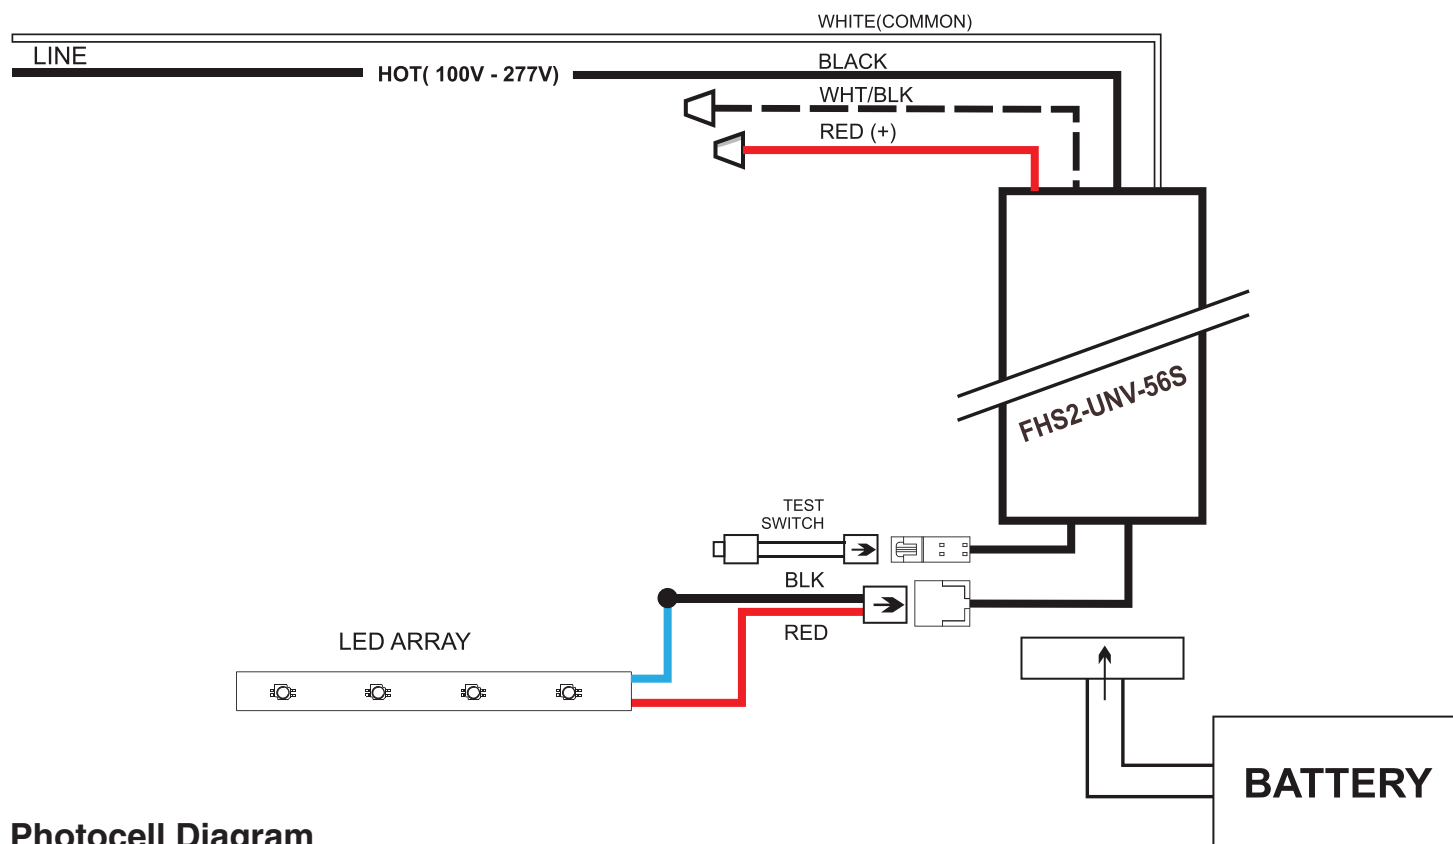 WHITE(COMMON)
LINE
HOT( 100V - 277V)
BLACK
WHT/BLK
RED (+)
FHS2-UNV-56S
TEST
SWITCH
BLK
RED
LED ARRAY
BATTERY
Photocell Diagram